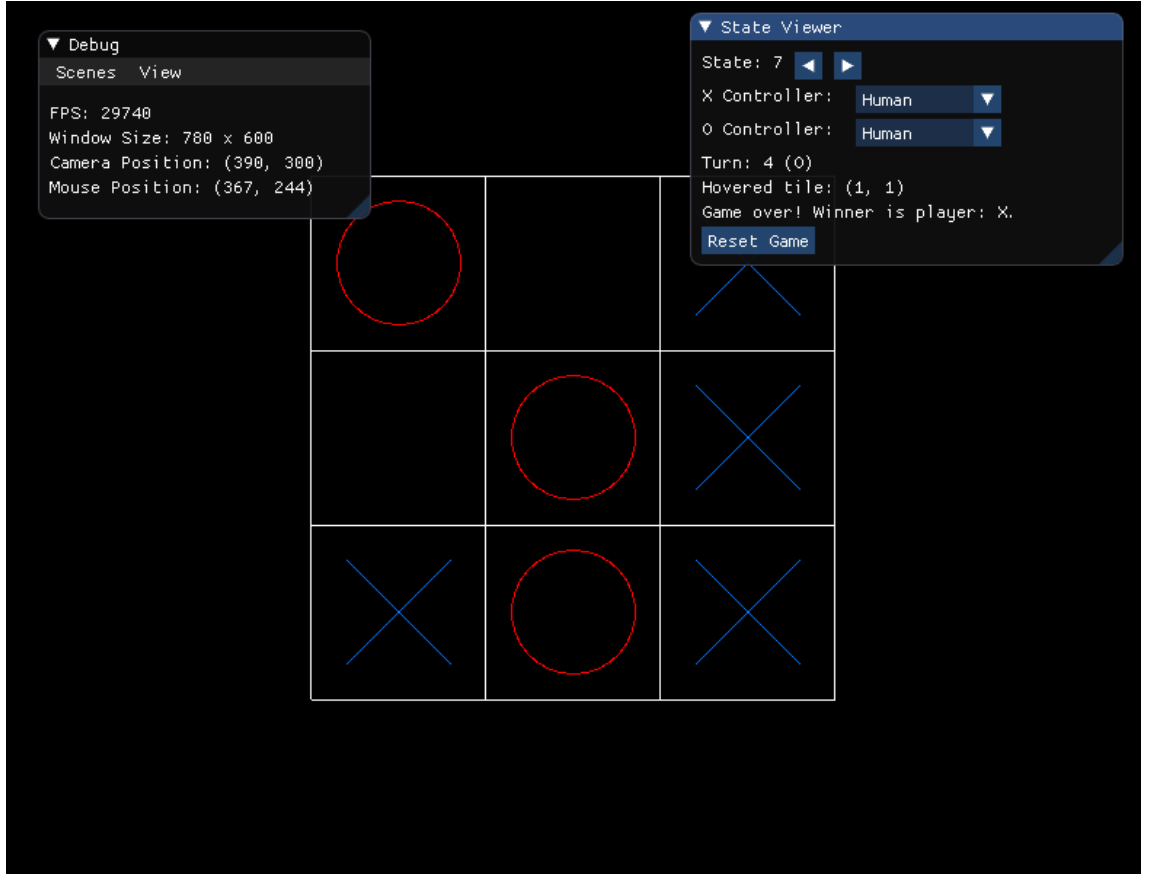 Debug
Scenes View
FPS: 29740
Window Size: 780 x 600
Camera Position: (390, 300)
Mouse Position: (367, 244)
State Viewer
State: 7
X Controller: Human
O Controller: Human
Turn: 4 (O)
Hovered tile: (1, 1)
Game over! Winner is player: X.
Reset Game